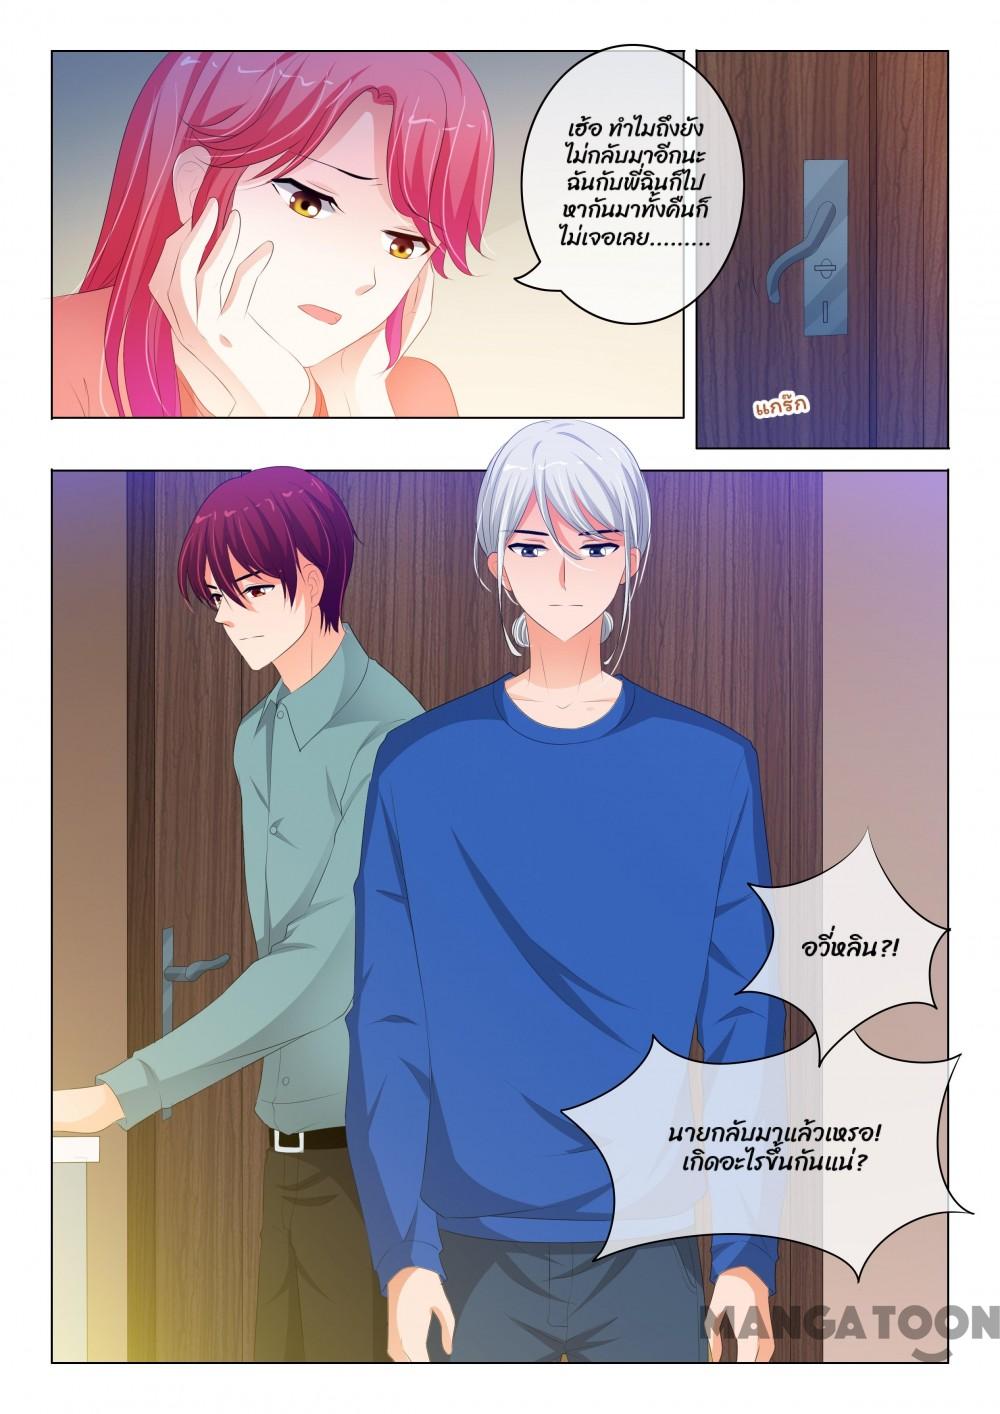 เฮ้อ ทำไมถึงยัง
ไม่กลับมาอีกนะ
ฉันกับพี่ฉินก็ไป
หากันมาทั้งคืนก็
ไม่เจอเลย.........
แกร๊ก
อวี่หลิน?!
นายกลับมาแล้วเหรอ!
เกิดอะไรขึ้นกันแน่?
MANGATOON